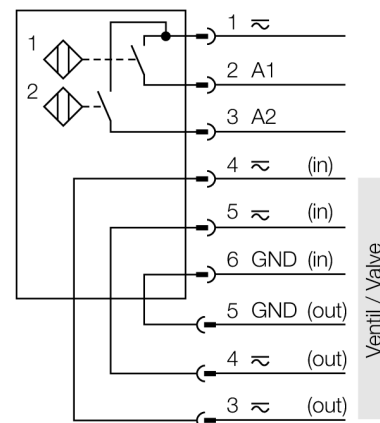 1
2
1 ≂
2 A1
3 A2
4 ≂ (in)
5 ≂ (in)
6 GND (in)
5 GND (out)
4 ≂ (out)
3 ≂ (out)
Ventil / Valve